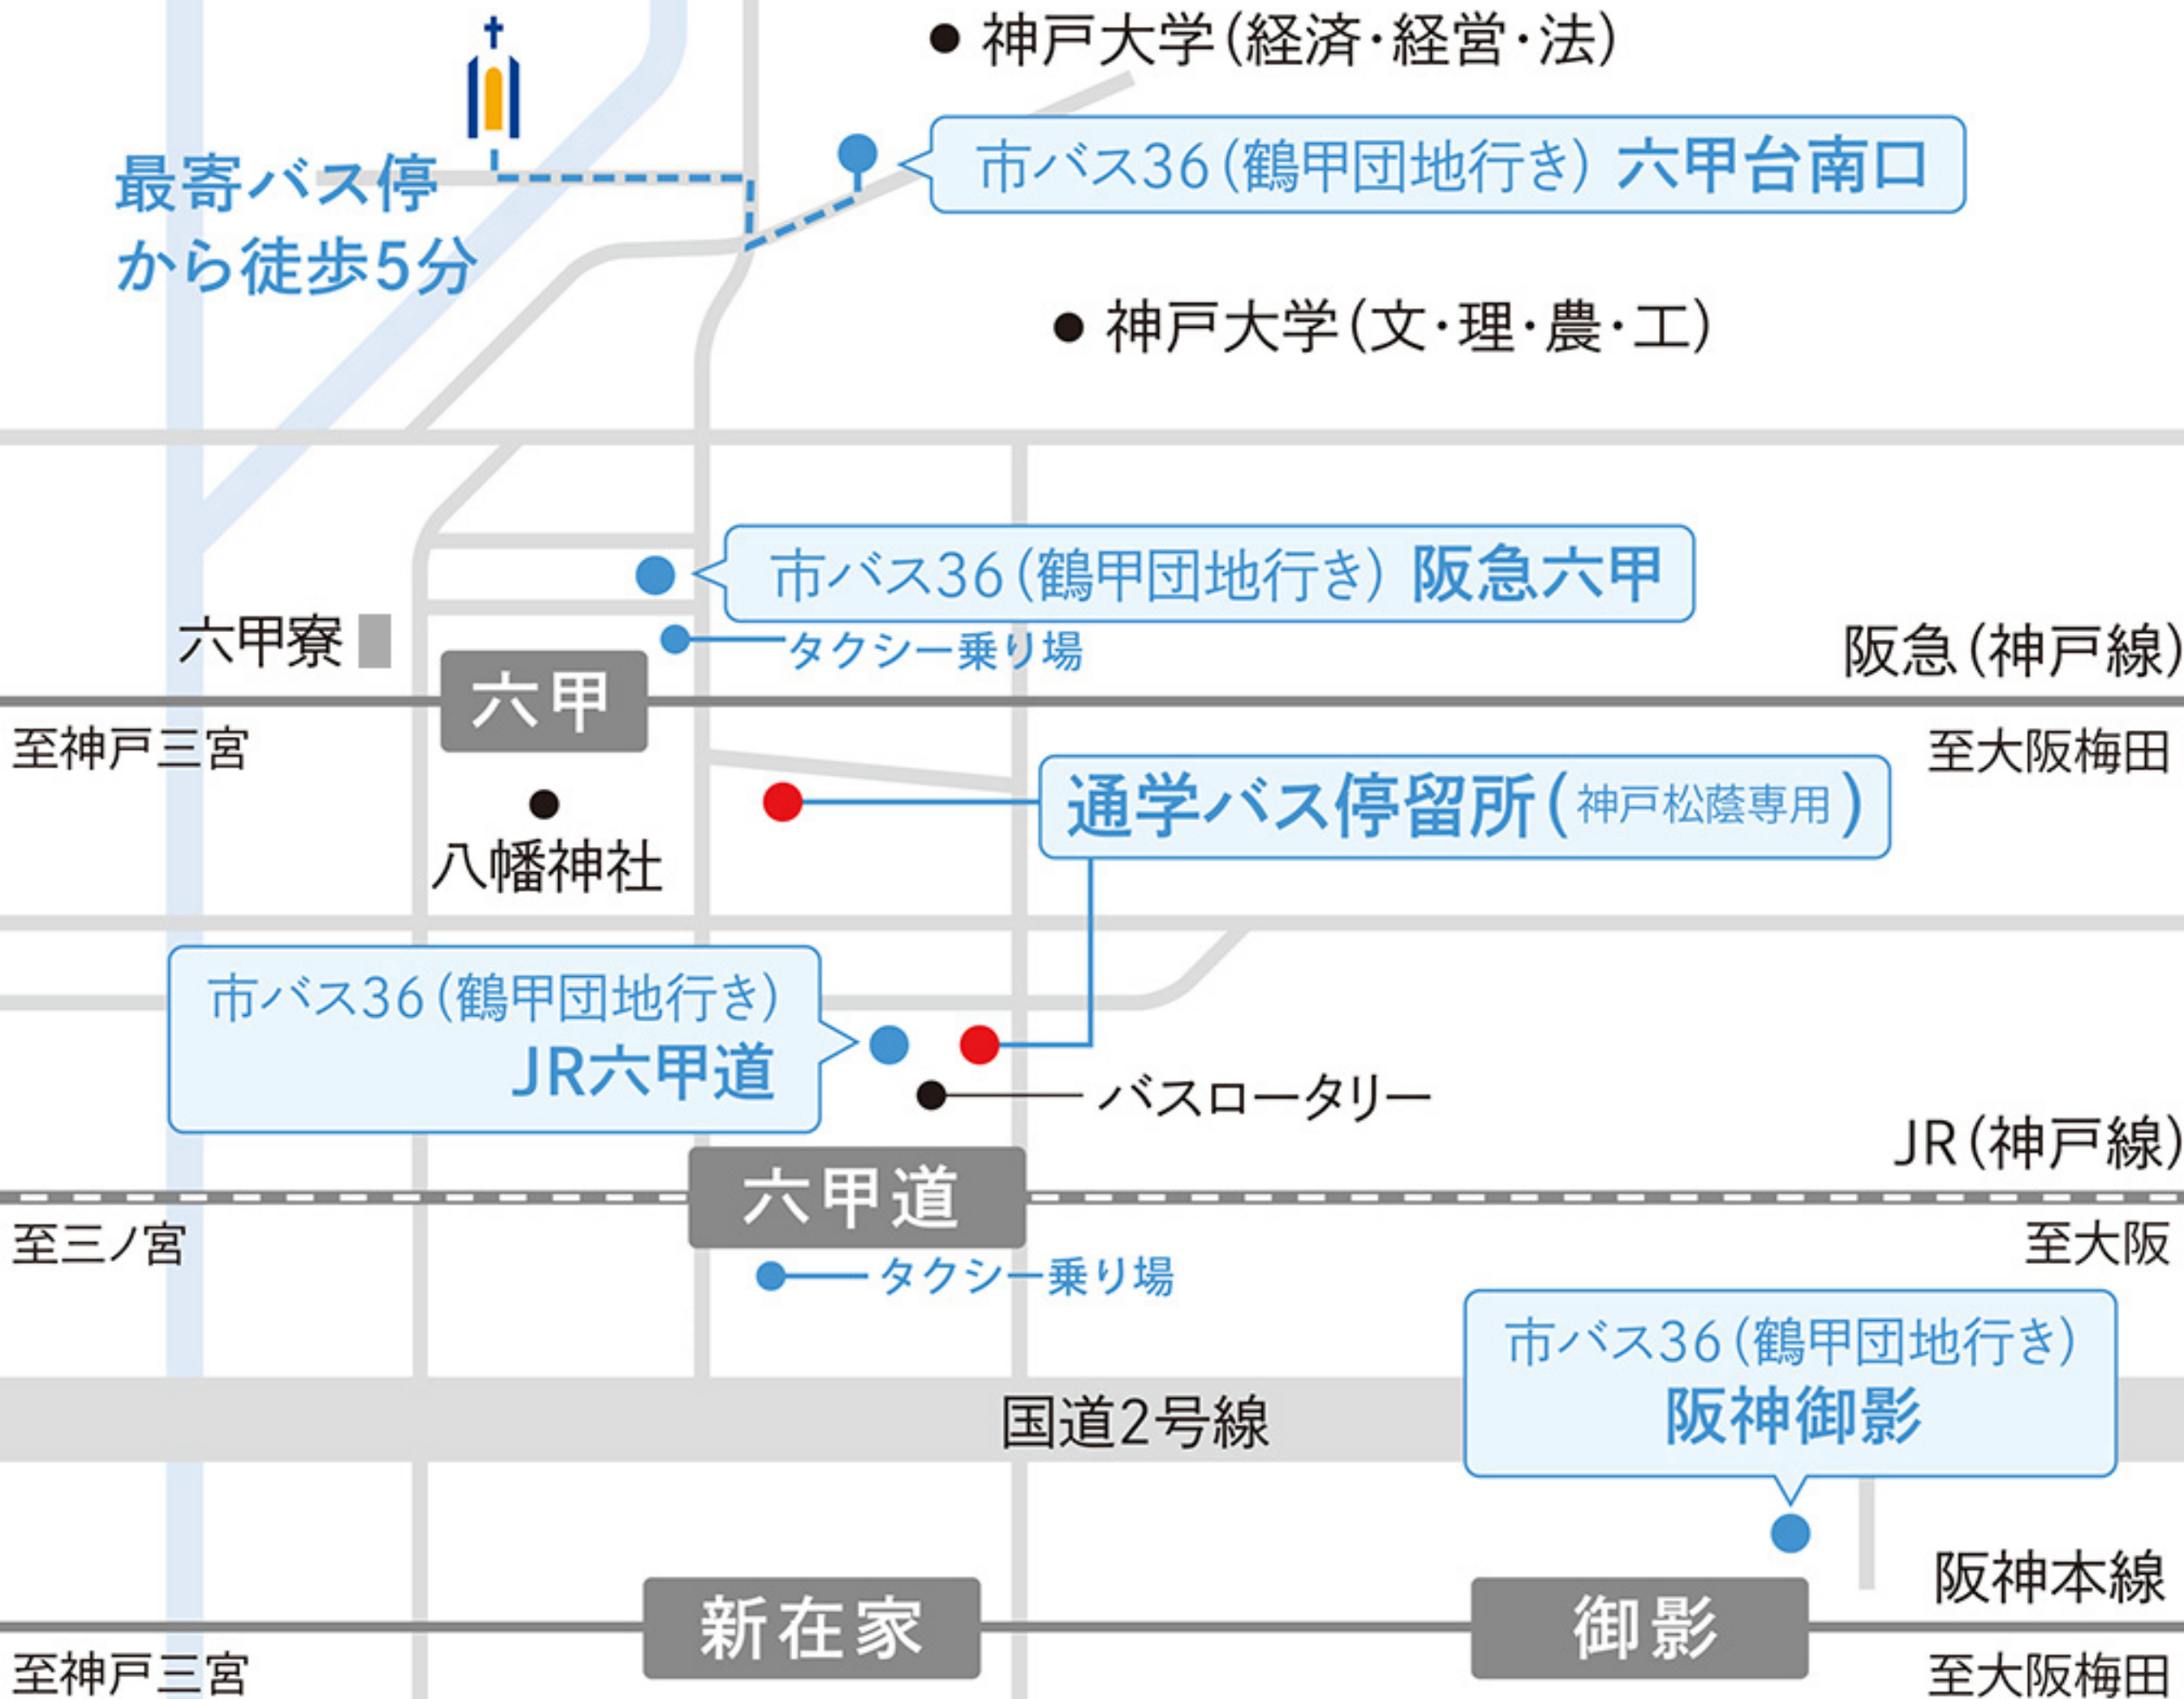 神戸大学(経済・経営・法)
市バス36(鶴甲団地行き) 六甲台南口
最寄バス停
から徒歩5分
神戸大学(文・理・農・工)
市バス36(鶴甲団地行き) 阪急六甲
六甲寮
タクシー乗り場
阪急(神戸線)
六甲
至神戸三宮
至大阪梅田
通学バス停留所(神戸松蔭専用)
八幡神社
市バス36(鶴甲団地行き)
JR六甲道
バスロータリー
JR(神戸線)
六甲道
至三ノ宮
至大阪
タクシー乗り場
市バス36(鶴甲団地行き)
阪神御影
国道2号線
阪神本線
新在家
御影
至神戸三宮
至大阪梅田